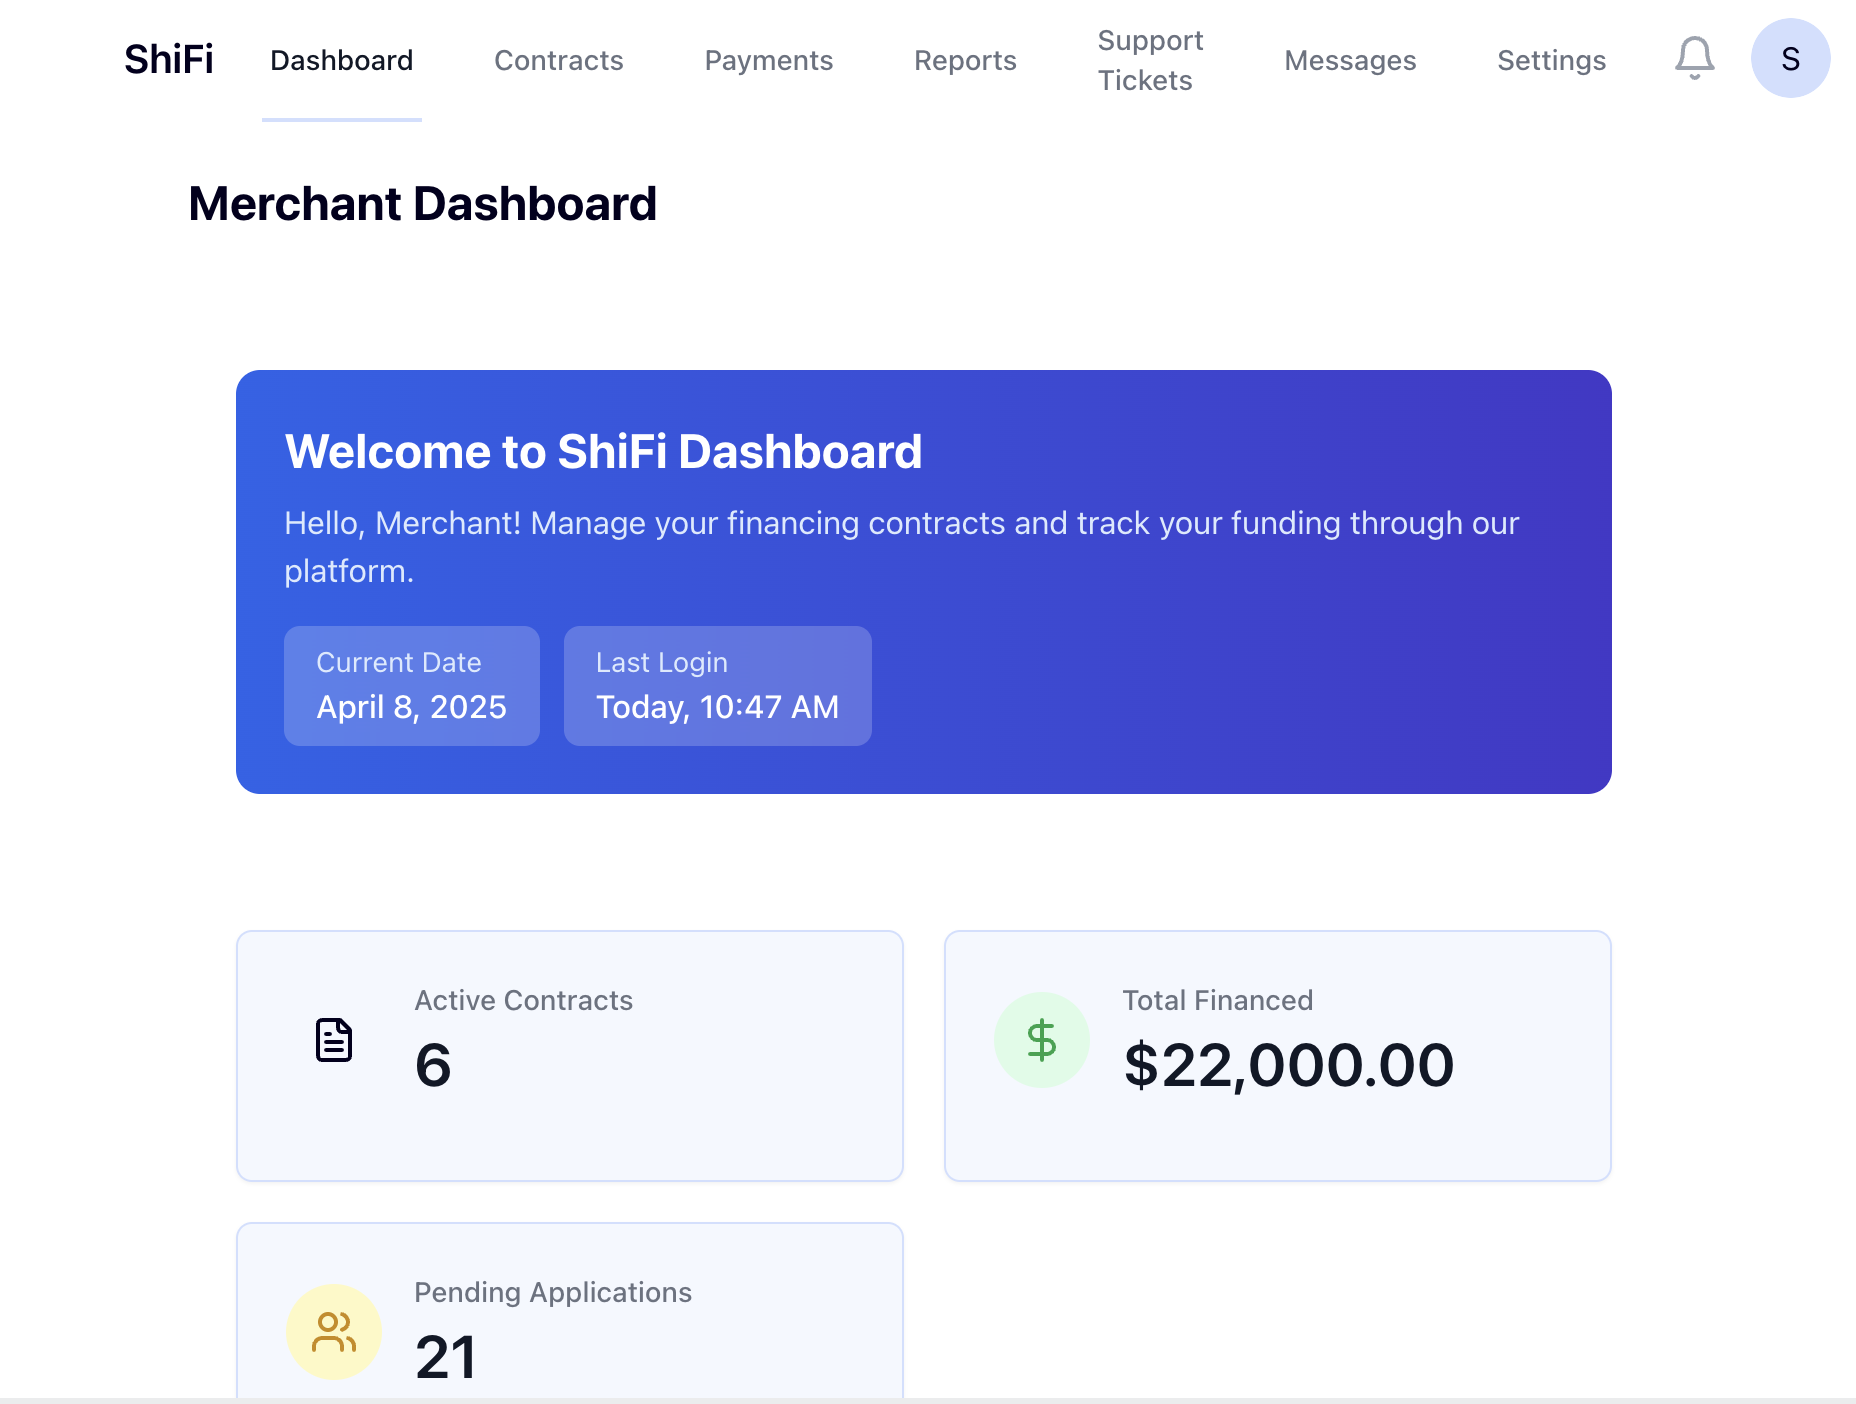 ShiFi
Dashboard
Contracts
Payments
Reports
Support
Tickets
Messages
Settings
S
Merchant Dashboard
Welcome to ShiFi Dashboard
Hello, Merchant! Manage your financing contracts and track your funding through our
platform.
Current Date
April 8, 2025
Last Login
Today, 10:47 AM
Active Contracts
6
Total Financed
$22,000.00
Pending Applications
21